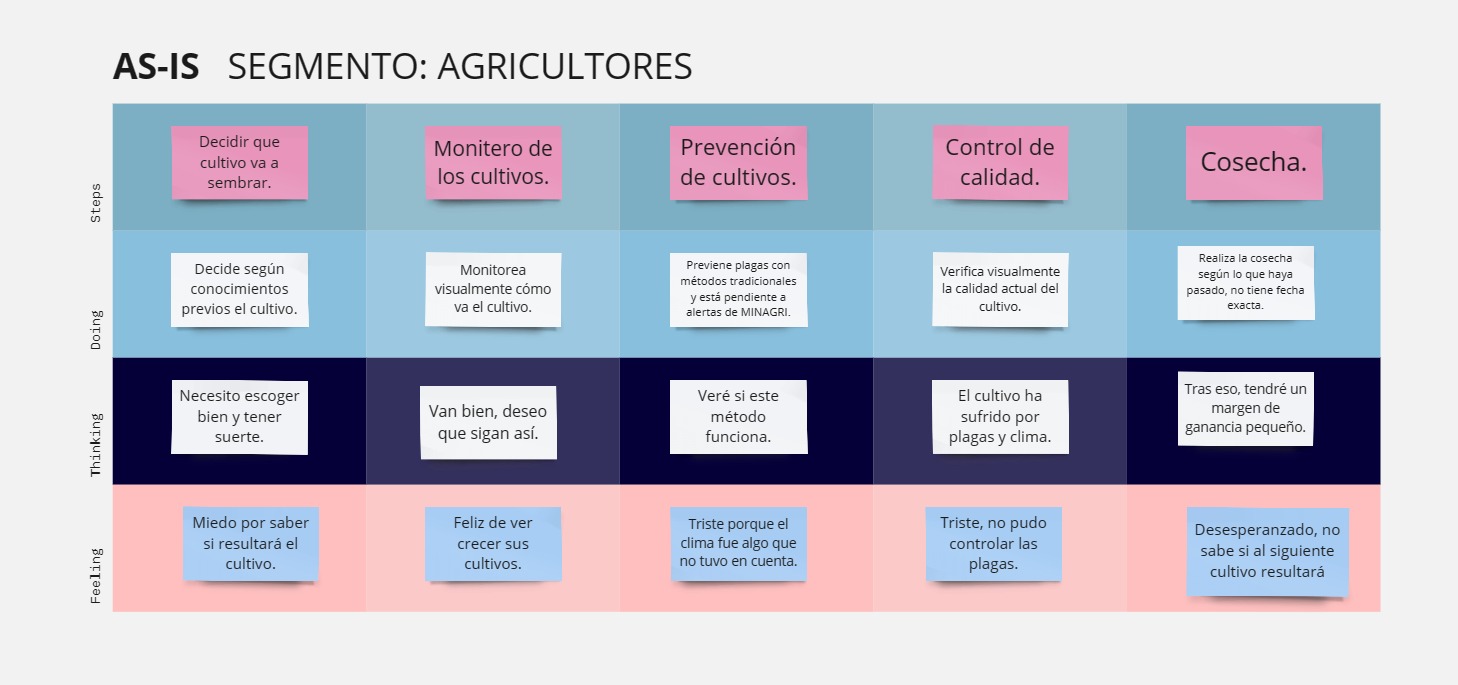 AS-IS SEGMENTO: AGRICULTORES
Steps
Decidir que
cultivo va a
sembrar.
Monitero de
los cultivos.
Prevención
de cultivos.
Control de
calidad.
Cosecha.
Doing
Decide según
conocimientos
previos el cultivo.
Monitorea
visualmente cómo
va el cultivo.
Previene plagas con
métodos tradicionales
y está pendiente a
alertas de MINAGRI.
Verifica visualmente
la calidad actual del
cultivo.
Realiza la cosecha
según lo que haya
pasado, no tiene fecha
exacta.
Thinking
Necesito escoger
bien y tener
suerte.
Van bien, deseo
que sigan así.
Veré si este
método
funciona.
El cultivo ha
sufrido por
plagas y clima.
Tras eso, tendré un
margen de
ganancia pequeño.
Feeling
Miedo por saber
si resultará el
cultivo.
Feliz de ver
crecer sus
cultivos.
Triste porque el
clima fue algo que
no tuvo en cuenta.
Triste, no pudo
controlar las
plagas.
Desesperanzado, no
sabe si al siguiente
cultivo resultará